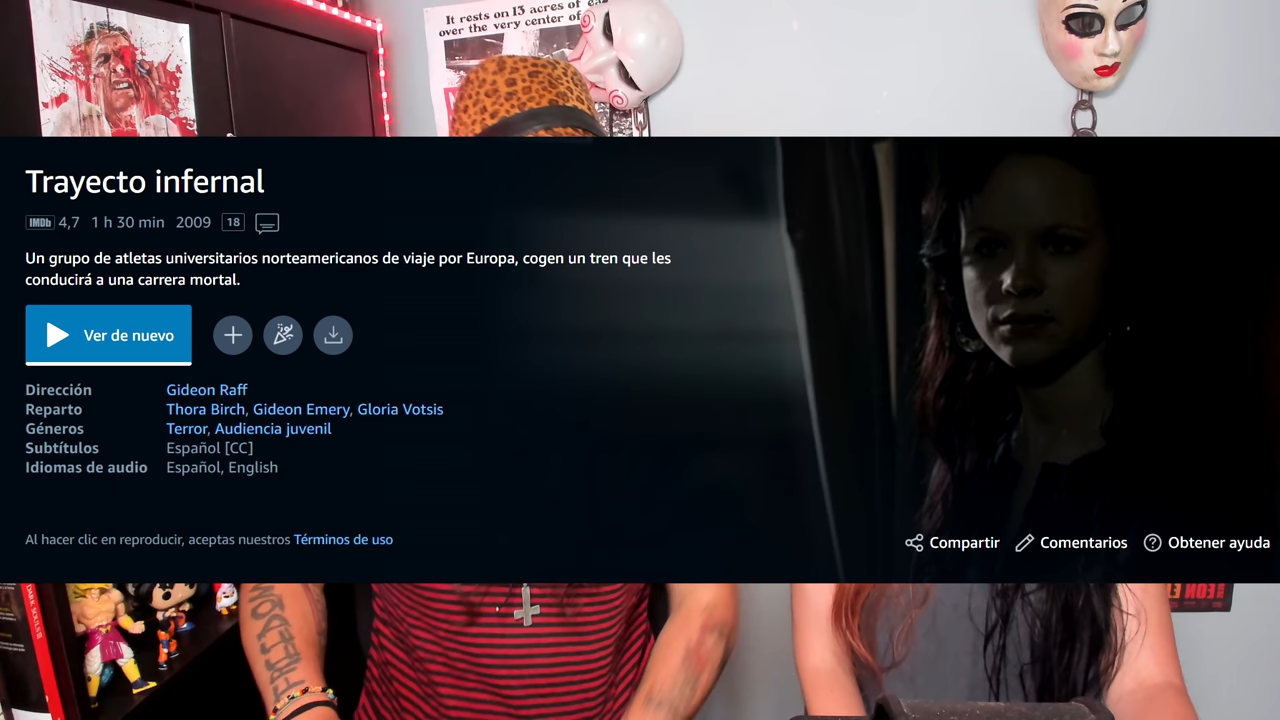 It rests on 13 acres of
over the very center of
Trayecto infernal
IMDb 4,7 1 h 30 min 2009 18
Un grupo de atletas universitarios norteamericanos de viaje por Europa, cogen un tren que les
conducirá a una carrera mortal.
Ver de nuevo
Dirección Gideon Raff
Reparto Thora Birch, Gideon Emery, Gloria Votsis
Géneros Terror, Audiencia juvenil
Subtítulos Español [CC]
Idiomas de audio Español, English
Al hacer clic en reproducir, aceptas nuestros Términos de uso
Compartir Comentarios Obtener ayuda
DARK SOULS III